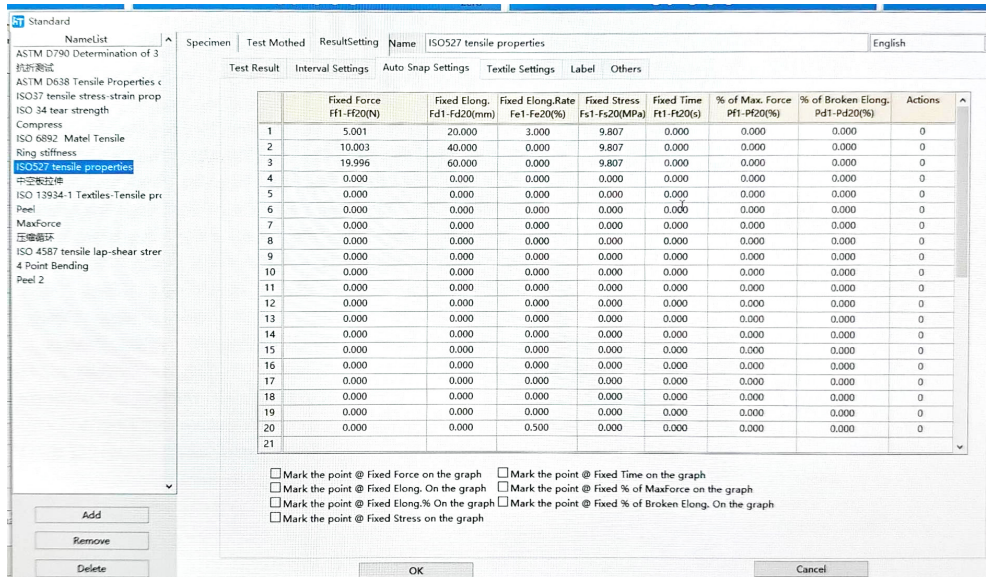 Standard
NameList
ASTM D790 Determination of 3
抗折测试
ASTM D638 Tensile Properties c
ISO37 tensile stress-strain prop
ISO 34 tear strength
Compress
ISO 6892 Matel Tensile
Ring stiffness
ISO527 tensile properties
中空板拉伸
ISO 13934-1 Textiles-Tensile pro
Peel
MaxForce
压缩循环
ISO 4587 tensile lap-shear strer
4 Point Bending
Peel 2
Add
Remove
Delete
Specimen Test Mothed ResultSetting Name ISO527 tensile properties English
Test Result Interval Settings Auto Snap Settings Textile Settings Label Others
Fixed Force Fixed Elong. Fixed Elong.Rate Fixed Stress Fixed Time % of Max. Force % of Broken Elong. Actions
Ff1-Ff20(N) Fd1-Fd20(mm) Fe1-Fe20(%) Fs1-Fs20(MPa) Ft1-Ft20(s) Pf1-Pf20(%) Pd1-Pd20(%)
1 5.001 20.000 3.000 9.807 0.000 0.000 0.000 0
2 10.003 40.000 0.000 9.807 0.000 0.000 0.000 0
3 19.996 60.000 0.000 9.807 0.000 0.000 0.000 0
4 0.000 0.000 0.000 0.000 0.000 0.000 0.000 0
5 0.000 0.000 0.000 0.000 0.000 0.000 0.000 0
6 0.000 0.000 0.000 0.000 0.000 0.000 0.000 0
7 0.000 0.000 0.000 0.000 0.000 0.000 0.000 0
8 0.000 0.000 0.000 0.000 0.000 0.000 0.000 0
9 0.000 0.000 0.000 0.000 0.000 0.000 0.000 0
10 0.000 0.000 0.000 0.000 0.000 0.000 0.000 0
11 0.000 0.000 0.000 0.000 0.000 0.000 0.000 0
12 0.000 0.000 0.000 0.000 0.000 0.000 0.000 0
13 0.000 0.000 0.000 0.000 0.000 0.000 0.000 0
14 0.000 0.000 0.000 0.000 0.000 0.000 0.000 0
15 0.000 0.000 0.000 0.000 0.000 0.000 0.000 0
16 0.000 0.000 0.000 0.000 0.000 0.000 0.000 0
17 0.000 0.000 0.000 0.000 0.000 0.000 0.000 0
18 0.000 0.000 0.000 0.000 0.000 0.000 0.000 0
19 0.000 0.000 0.000 0.000 0.000 0.000 0.000 0
20 0.000 0.000 0.500 0.000 0.000 0.000 0.000 0
21
Mark the point @ Fixed Force on the graph Mark the point @ Fixed Time on the graph
Mark the point @ Fixed Elong. On the graph Mark the point @ Fixed % of MaxForce on the graph
Mark the point @ Fixed Elong.% On the graph Mark the point @ Fixed % of Broken Elong. On the graph
Mark the point @ Fixed Stress on the graph
OK Cancel